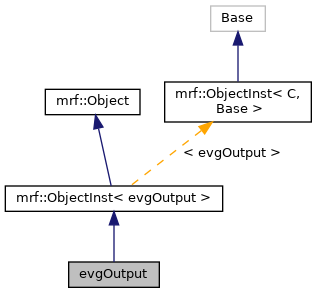 Base
mrf::Object
mrf::ObjectInst< C,
Base >
< evgOutput >
mrf::ObjectInst< evgOutput >
evgOutput